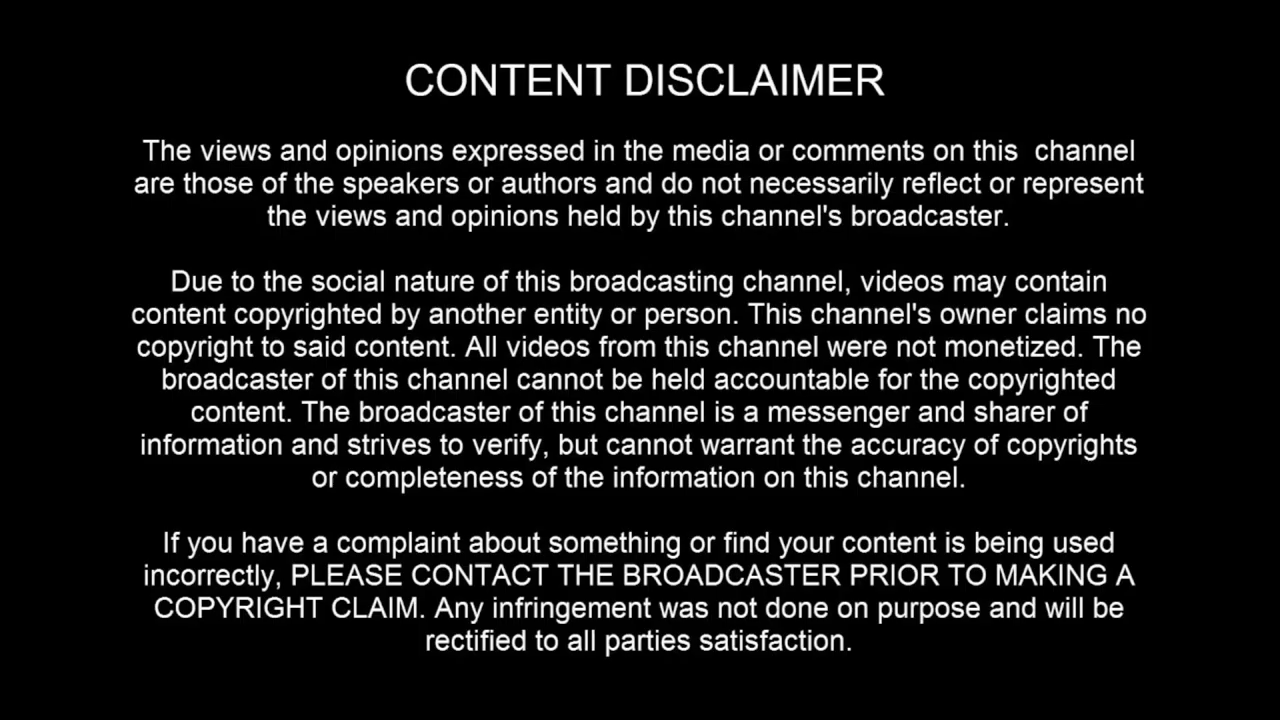 CONTENT DISCLAIMER
The views and opinions expressed in the media or comments on this  channel
are those of the speakers or authors and do not necessarily reflect or represent
the views and opinions held by this channel's broadcaster.
Due to the social nature of this broadcasting channel, videos may contain
content copyrighted by another entity or person. This channel's owner claims no
copyright to said content. All videos from this channel were not monetized. The
broadcaster of this channel cannot be held accountable for the copyrighted
content. The broadcaster of this channel is a messenger and sharer of
information and strives to verify, but cannot warrant the accuracy of copyrights
or completeness of the information on this channel.
If you have a complaint about something or find your content is being used
incorrectly, PLEASE CONTACT THE BROADCASTER PRIOR TO MAKING A
COPYRIGHT CLAIM. Any infringement was not done on purpose and will be
rectified to all parties satisfaction.